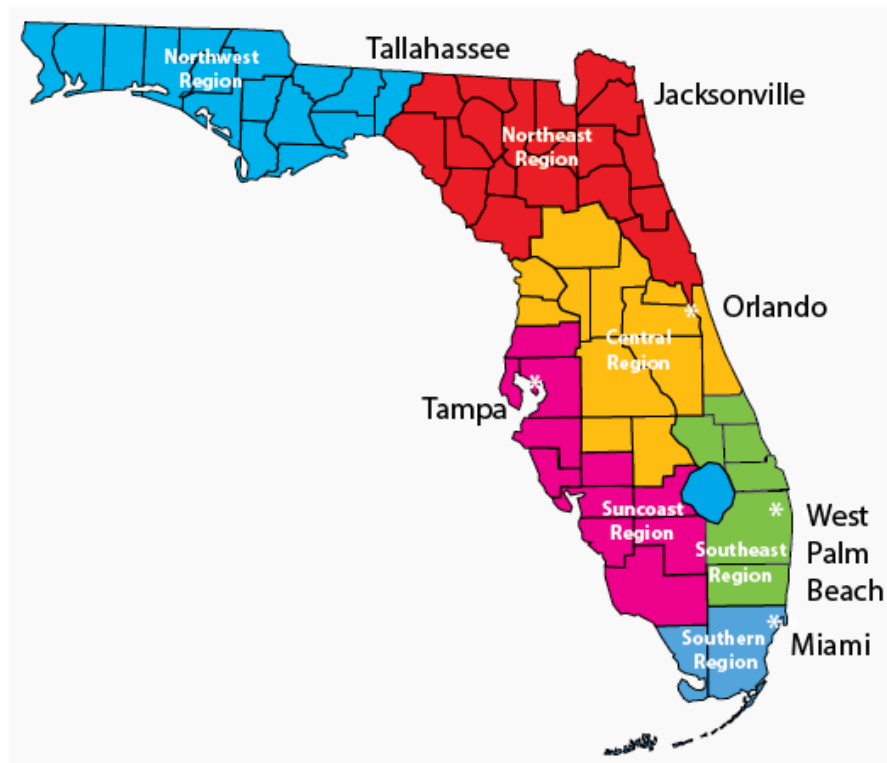 Tallahassee
Northwest
Region
Jacksonville
Northeast
Region
Orlando
*
Central
Region
*
Tampa
Suncoast
Region
*
West
Palm
Beach
Southeast
Region
*
Miami
Southern
Region